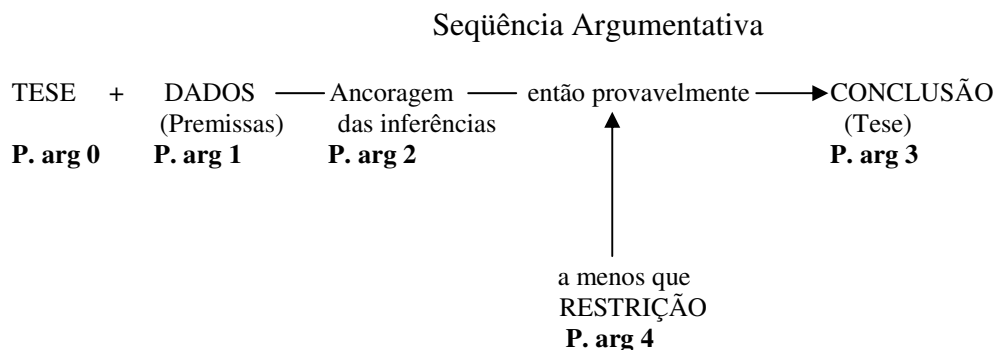 Seqüência Argumentativa
TESE + DADOS Ancoragem então provavelmente CONCLUSÃO
(Premissas) das inferências (Tese)
P. arg 0 P. arg 1 P. arg 2 P. arg 3
a menos que
RESTRIÇÃO
P. arg 4